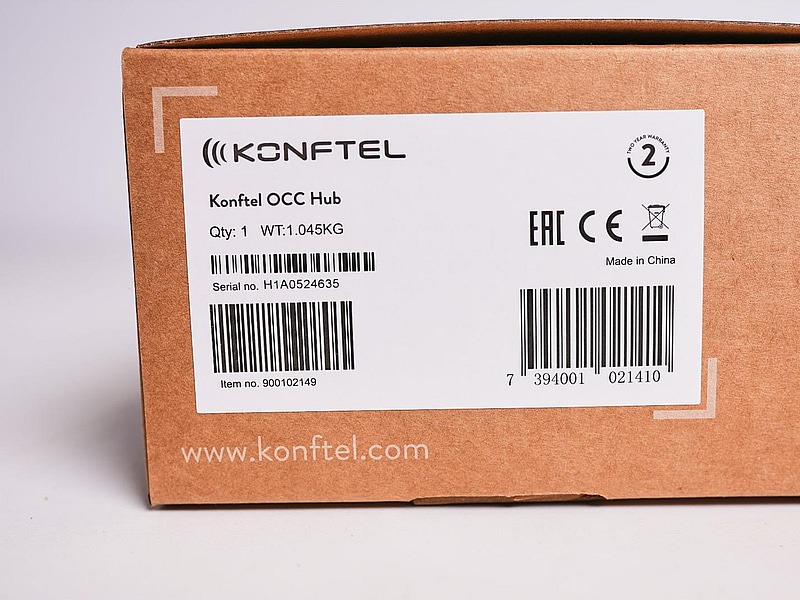 KONFTEL
TWO YEAR WARRANTY
2
Konftel OCC Hub
Qty: 1 WT:1.045KG
EAC CE
Made in China
Serial no. H1A0524635
Item no. 900102149
7 394001 021410
www.konftel.com